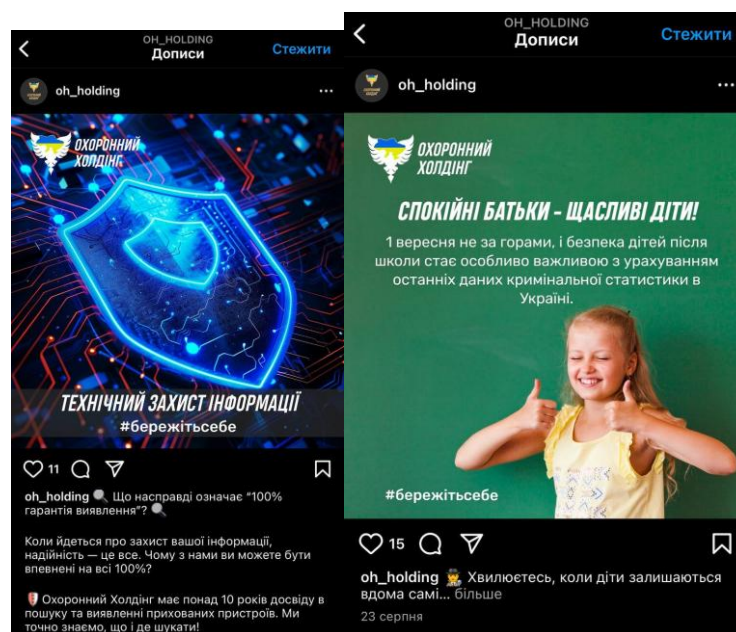 OH_HOLDING
Дописи
Стежити
oh_holding
ОХОРОННИЙ
ХОЛДІНГ
ТЕХНІЧНИЙ ЗАХИСТ ІНФОРМАЦІЇ
#бережітьсебе
11
oh_holding 🔍 Що насправді означає “100%
гарантія виявлення”? 🔍
Коли йдеться про захист вашої інформації,
надійність — це все. Чому з нами ви можете бути
впевнені на всі 100%?
🛡️ Охоронний Холдінг має понад 10 років досвіду в
пошуку та виявленні прихованих пристроїв. Ми
точно знаємо, що і де шукати!
OH_HOLDING
Дописи
Стежити
oh_holding
ОХОРОННИЙ
ХОЛДІНГ
СПОКІЙНІ БАТЬКИ - ЩАСЛИВІ ДІТИ!
1 вересня не за горами, і безпека дітей після
школи стає особливо важливою з урахуванням
останніх даних кримінальної статистики в
Україні.
#бережітьсебе
15
oh_holding 👮 Хвилюєтесь, коли діти залишаються
вдома самі... більше
23 серпня